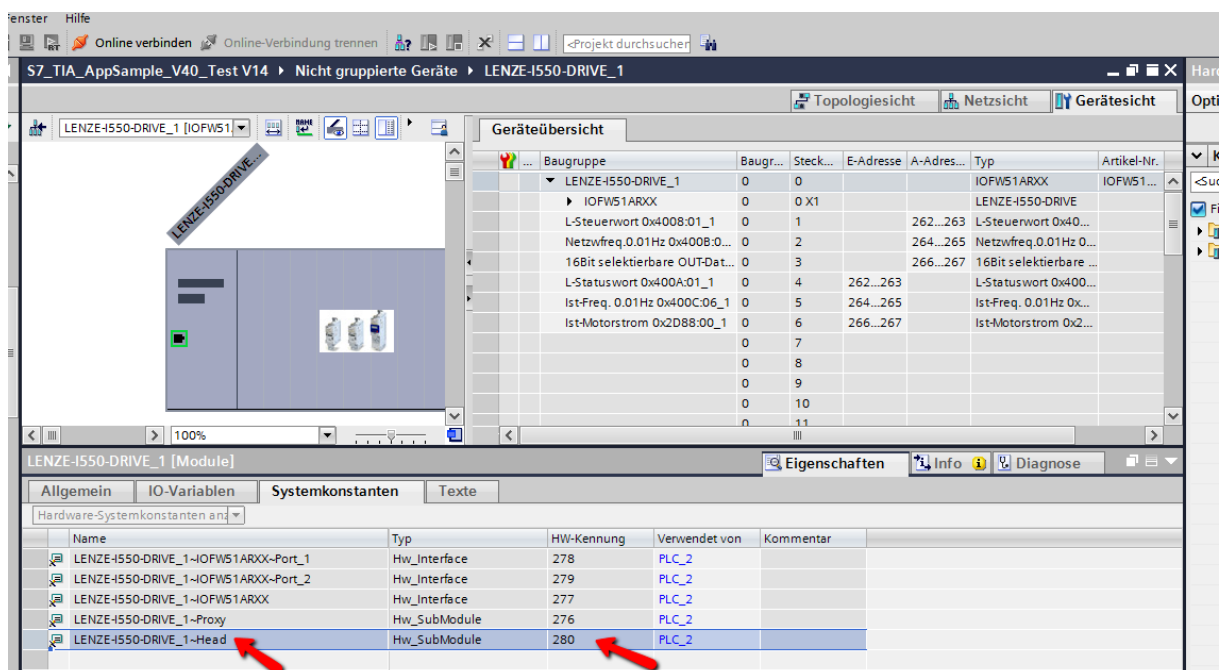 Fenster Hilfe
Online verbinden Online-Verbindung trennen <Projekt durchsuchen
S7_TIA_AppSample_V40_Test V14 Nicht gruppierte Geräte LENZE-I550-DRIVE_1
Hard
Topologiesicht Netzsicht Gerätesicht
Opti
LENZE-I550-DRIVE_1 [IOFW51
Geräteübersicht
LENZE-I550-DRIVE...
... Baugruppe Baugr... Steck... E-Adresse A-Adres... Typ Artikel-Nr.
LENZE-I550-DRIVE_1 0 0 IOFW51ARXX IOFW51...
IOFW51ARXX 0 0 X1 LENZE-I550-DRIVE
L-Steuerwort 0x4008:01_1 0 1 262...263 L-Steuerwort 0x40...
Netzwfreq.0.01Hz 0x400B:0... 0 2 264...265 Netzwfreq.0.01Hz 0...
16Bit selektierbare OUT-Dat... 0 3 266...267 16Bit selektierbare ...
L-Statuswort 0x400A:01_1 0 4 262...263 L-Statuswort 0x400...
Ist-Freq. 0.01Hz 0x400C:06_1 0 5 264...265 Ist-Freq. 0.01Hz 0x...
Ist-Motorstrom 0x2D88:00_1 0 6 266...267 Ist-Motorstrom 0x2...
0 7
0 8
0 9
0 10
0 11
K
<Suc
Fi
100%
LENZE-I550-DRIVE_1 [Module]
Eigenschaften Info Diagnose
Allgemein IO-Variablen Systemkonstanten Texte
Hardware-Systemkonstanten anz
Name Typ HW-Kennung Verwendet von Kommentar
LENZE-I550-DRIVE_1~IOFW51ARXX~Port_1 Hw_Interface 278 PLC_2
LENZE-I550-DRIVE_1~IOFW51ARXX~Port_2 Hw_Interface 279 PLC_2
LENZE-I550-DRIVE_1~IOFW51ARXX Hw_Interface 277 PLC_2
LENZE-I550-DRIVE_1~Proxy Hw_SubModule 276 PLC_2
LENZE-I550-DRIVE_1~Head Hw_SubModule 280 PLC_2